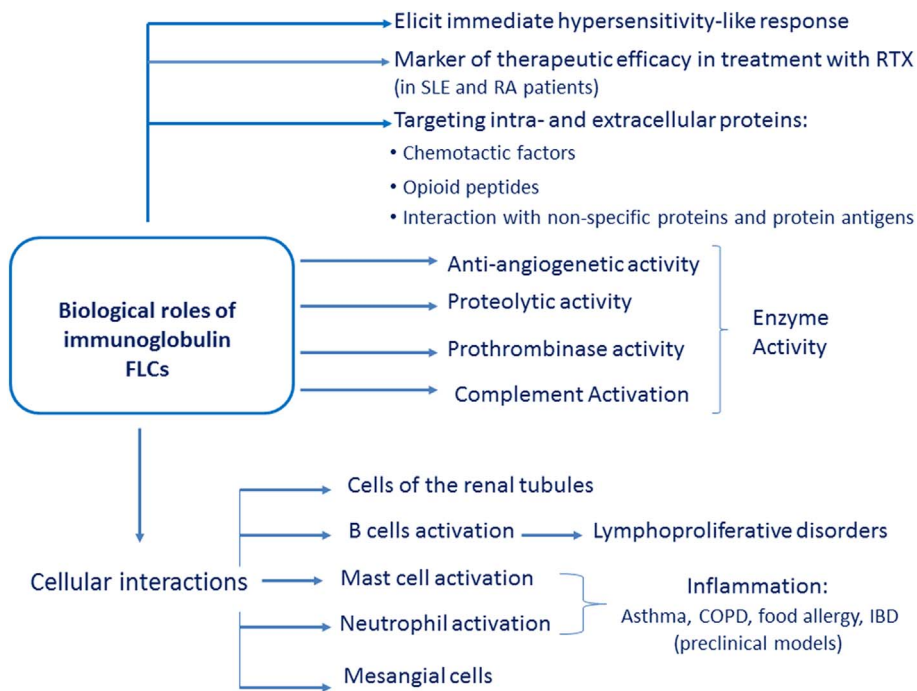 Elicit immediate hypersensitivity-like response
Marker of therapeutic efficacy in treatment with RTX
(in SLE and RA patients)
Targeting intra- and extracellular proteins:
• Chemotactic factors
• Opioid peptides
• Interaction with non-specific proteins and protein antigens
Biological roles of
immunoglobulin
FLCs
Anti-angiogenetic activity
Proteolytic activity
Prothrombinase activity
Complement Activation
Enzyme
Activity
Cellular interactions
Cells of the renal tubules
B cells activation
Lymphoproliferative disorders
Mast cell activation
Neutrophil activation
Mesangial cells
Inflammation:
Asthma, COPD, food allergy, IBD
(preclinical models)